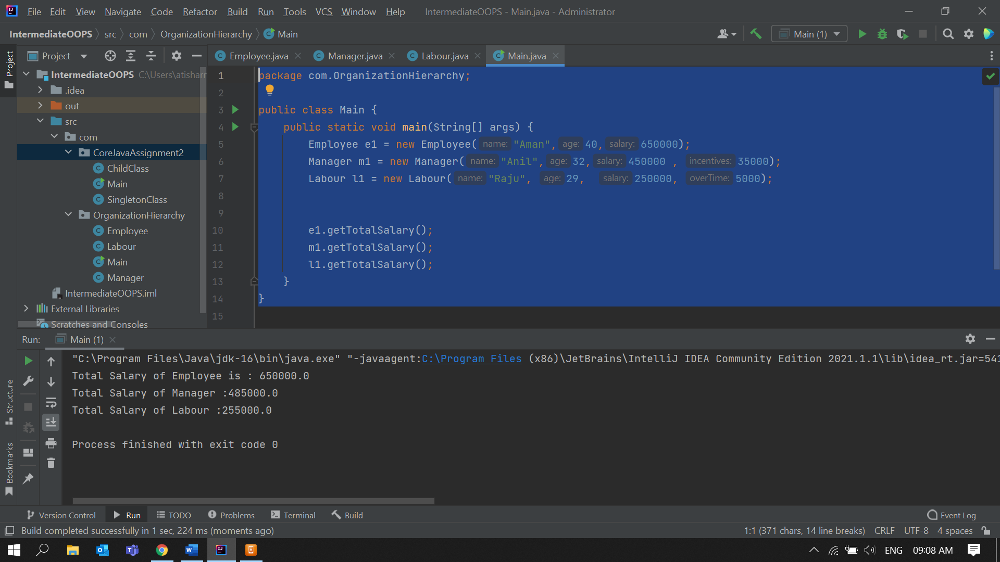 File Edit View Navigate Code Refactor Build Run Tools VCS Window Help IntermediateOOPS - Main.java - Administrator
IntermediateOOPS src com OrganizationHierarchy Main Main (1)
Project
Project
Employee.java Manager.java Labour.java Main.java
IntermediateOOPS C:\Users\atisharr
.idea
out
src
com
CoreJavaAssignment2
ChildClass
Main
SingletonClass
OrganizationHierarchy
Employee
Labour
Main
Manager
IntermediateOOPS.iml
External Libraries
Scratches and Consoles
1 package com.OrganizationHierarchy;
2
3 public class Main {
4 public static void main(String[] args) {
5 Employee e1 = new Employee( name: "Aman", age: 40, salary: 650000);
6 Manager m1 = new Manager( name: "Anil", age: 32, salary: 450000 , incentives: 35000);
7 Labour l1 = new Labour( name: "Raju", age: 29, salary: 250000, overTime: 5000);
8
9
10 e1.getTotalSalary();
11 m1.getTotalSalary();
12 l1.getTotalSalary();
13 }
14 }
15
Run: Main (1)
"C:\Program Files\Java\jdk-16\bin\java.exe" "-javaagent:C:\Program Files (x86)\JetBrains\IntelliJ IDEA Community Edition 2021.1.1\lib\idea_rt.jar=541
Total Salary of Employee is : 650000.0
Total Salary of Manager :485000.0
Total Salary of Labour :255000.0
Process finished with exit code 0
Structure
Bookmarks
Version Control Run TODO Problems Terminal Build Event Log
Build completed successfully in 1 sec, 224 ms (moments ago) 1:1 (371 chars, 14 line breaks) CRLF UTF-8 4 spaces
ENG 09:08 AM